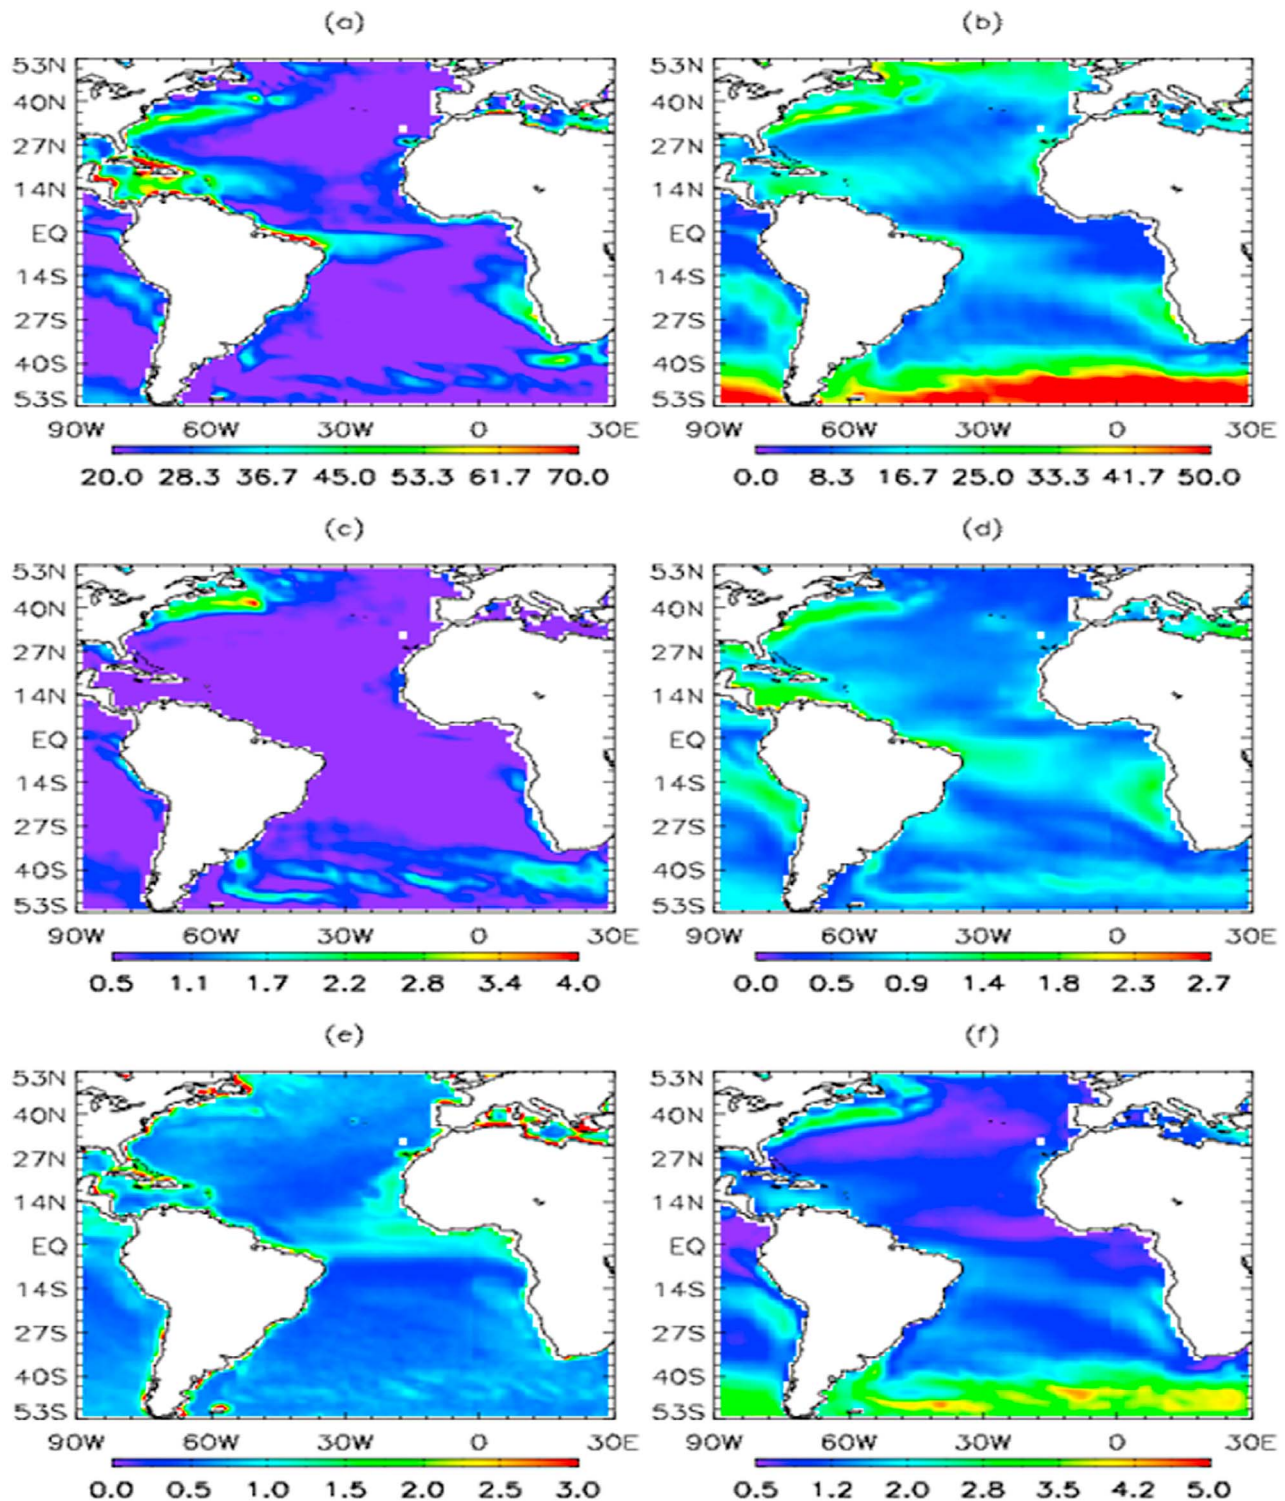 (a) (b)
53N 53N
40N 40N
27N 27N
14N 14N
EQ EQ
14S 14S
27S 27S
40S 40S
53S 53S
90W 60W 30W 0 30E 90W 60W 30W 0 30E
20.0 28.3 36.7 45.0 53.3 61.7 70.0 0.0 8.3 16.7 25.0 33.3 41.7 50.0
(c) (d)
53N 53N
40N 40N
27N 27N
14N 14N
EQ EQ
14S 14S
27S 27S
40S 40S
53S 53S
90W 60W 30W 0 30E 90W 60W 30W 0 30E
0.5 1.1 1.7 2.2 2.8 3.4 4.0 0.0 0.5 0.9 1.4 1.8 2.3 2.7
(e) (f)
53N 53N
40N 40N
27N 27N
14N 14N
EQ EQ
14S 14S
27S 27S
40S 40S
53S 53S
90W 60W 30W 0 30E 90W 60W 30W 0 30E
0.0 0.5 1.0 1.5 2.0 2.5 3.0 0.5 1.2 2.0 2.8 3.5 4.2 5.0